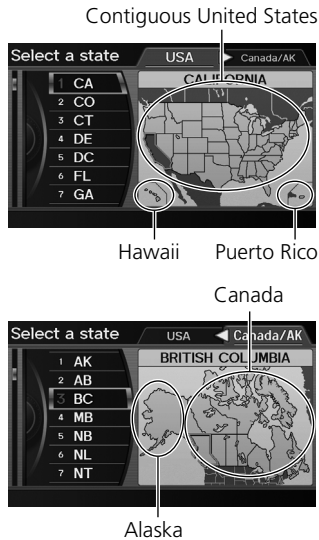 Contiguous United States
Select a state
USA
Canada/AK
1 CA
CALIFORNIA
2 CO
3 CT
4 DE
5 DC
6 FL
7 GA
Hawaii
Puerto Rico
Canada
Select a state
USA
Canada/AK
1 AK
BRITISH COLUMBIA
2 AB
3 BC
4 MB
5 NB
6 NL
7 NT
Alaska